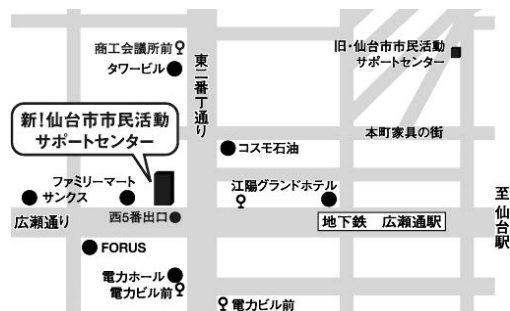 商工会議所前
タワービル
東二番丁通り
旧・仙台市市民活動
サポートセンター
新!仙台市市民活動
サポートセンター
本町家具の街
コスモ石油
ファミリーマート
サンクス
江陽グランドホテル
至仙台駅
広瀬通り
西5番出口
地下鉄 広瀬通駅
FORUS
電力ホール
電力ビル前
電力ビル前